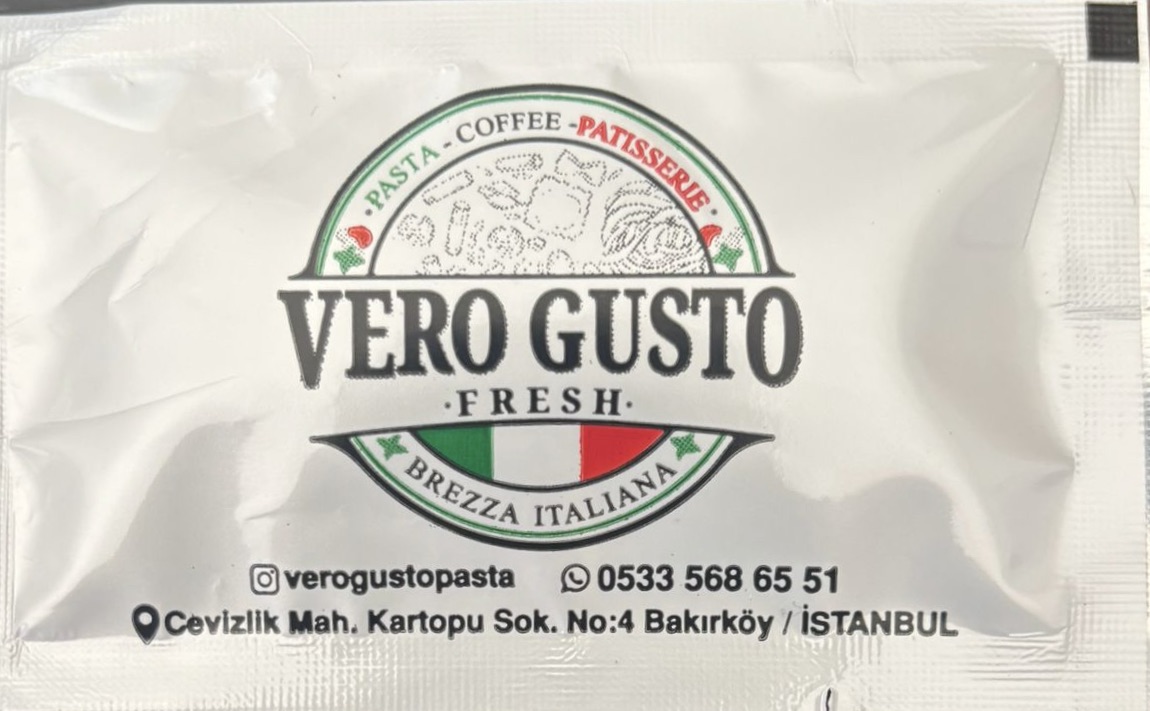 · PASTA - COFFEE - PATISSERIE ·
VERO GUSTO
·FRESH·
BREZZA ITALIANA
verogustopasta 0533 568 65 51
Cevizlik Mah. Kartopu Sok. No:4 Bakırköy / İSTANBUL